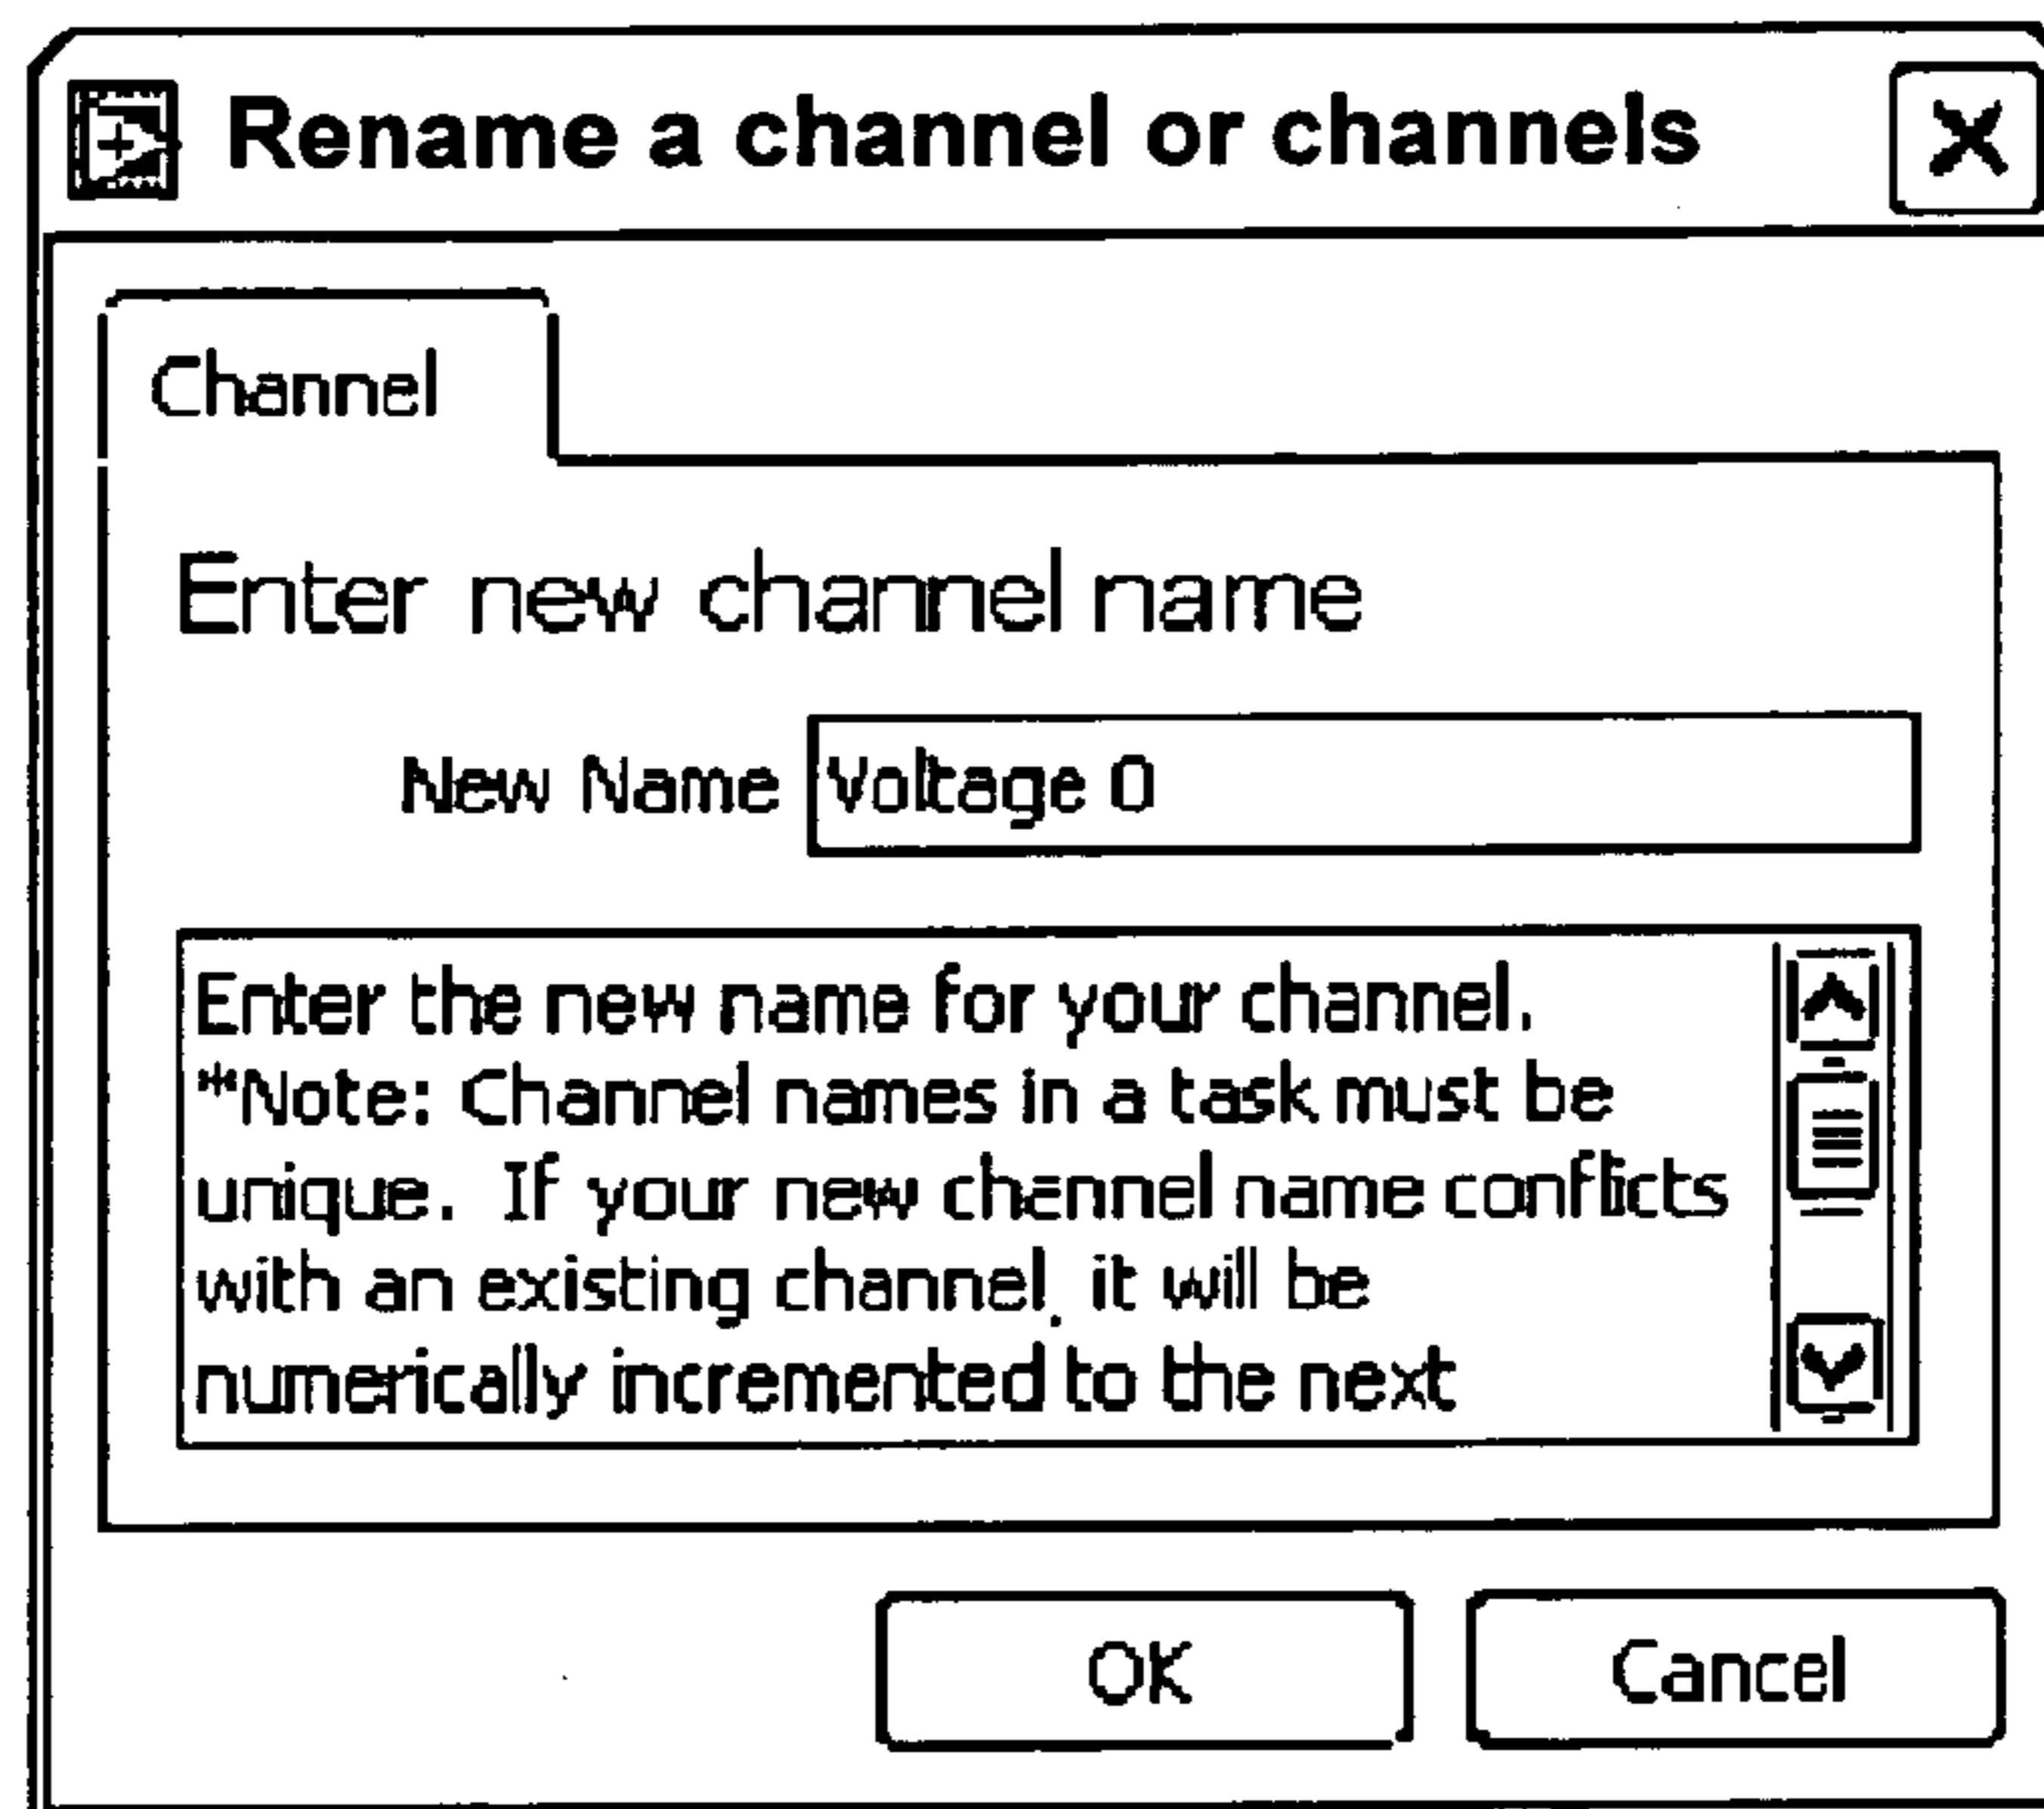 Rename a channel or channels
Channel
Enter new channel name
New Name Voltage 0
Enter the new name for your channel.
*Note: Channel names in a task must be
unique. If your new channel name conflicts
with an existing channel, it will be
numerically incremented to the next
OK Cancel